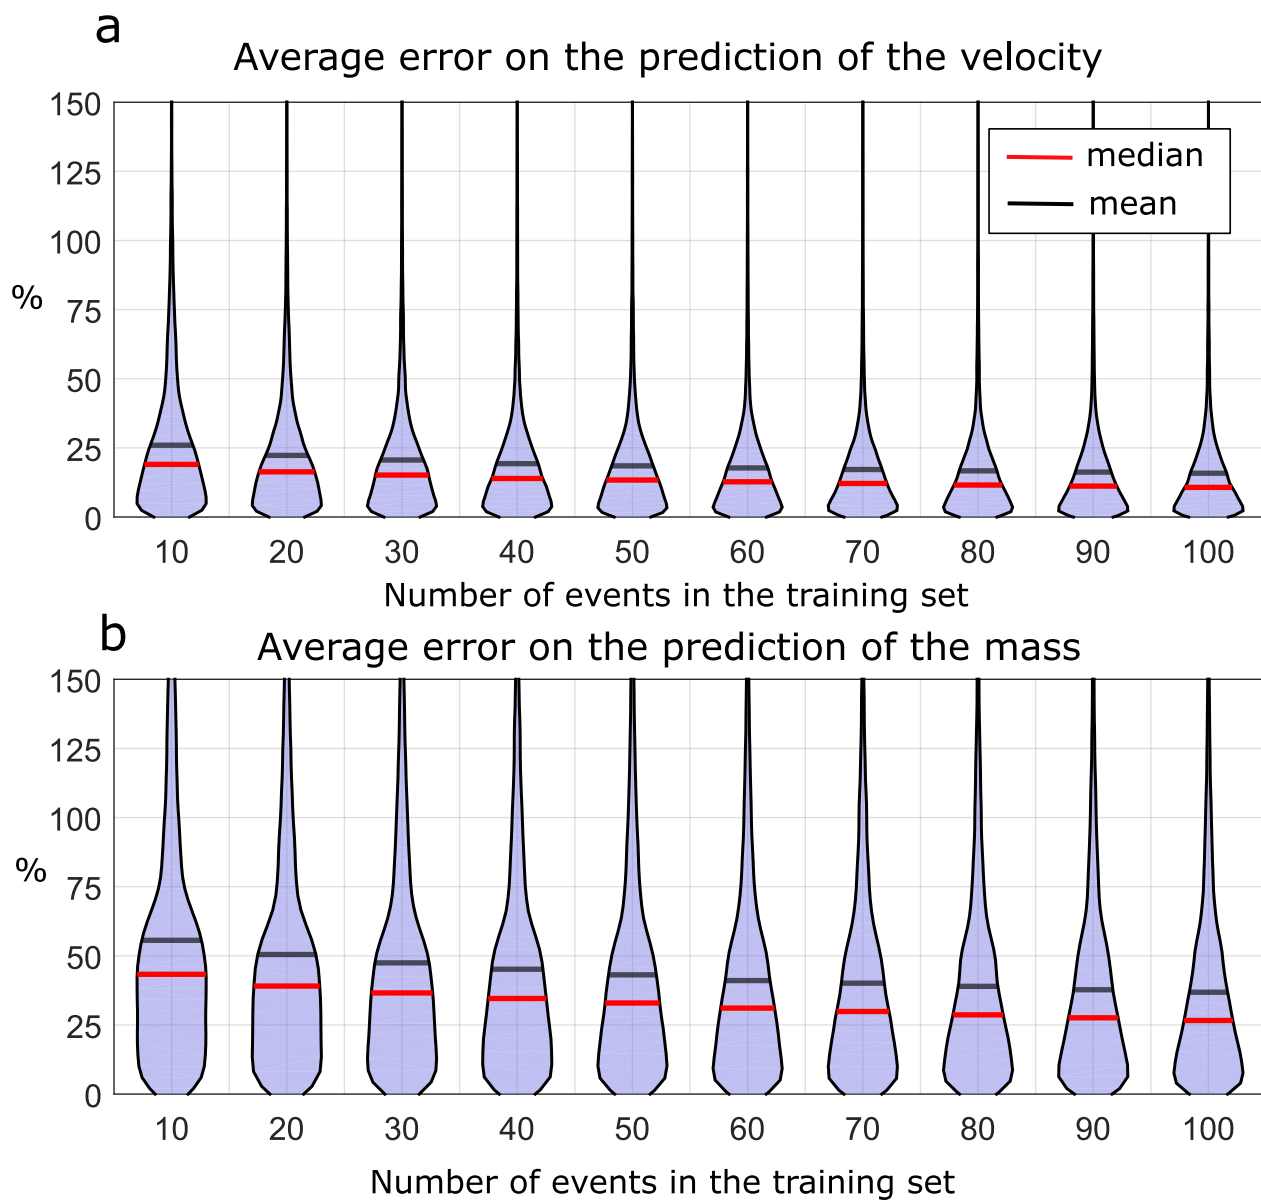 a
Average error on the prediction of the velocity
150
125
100
75
50
25
0
%
median
mean
10 20 30 40 50 60 70 80 90 100
Number of events in the training set
b
Average error on the prediction of the mass
150
125
100
75
50
25
0
%
10 20 30 40 50 60 70 80 90 100
Number of events in the training set